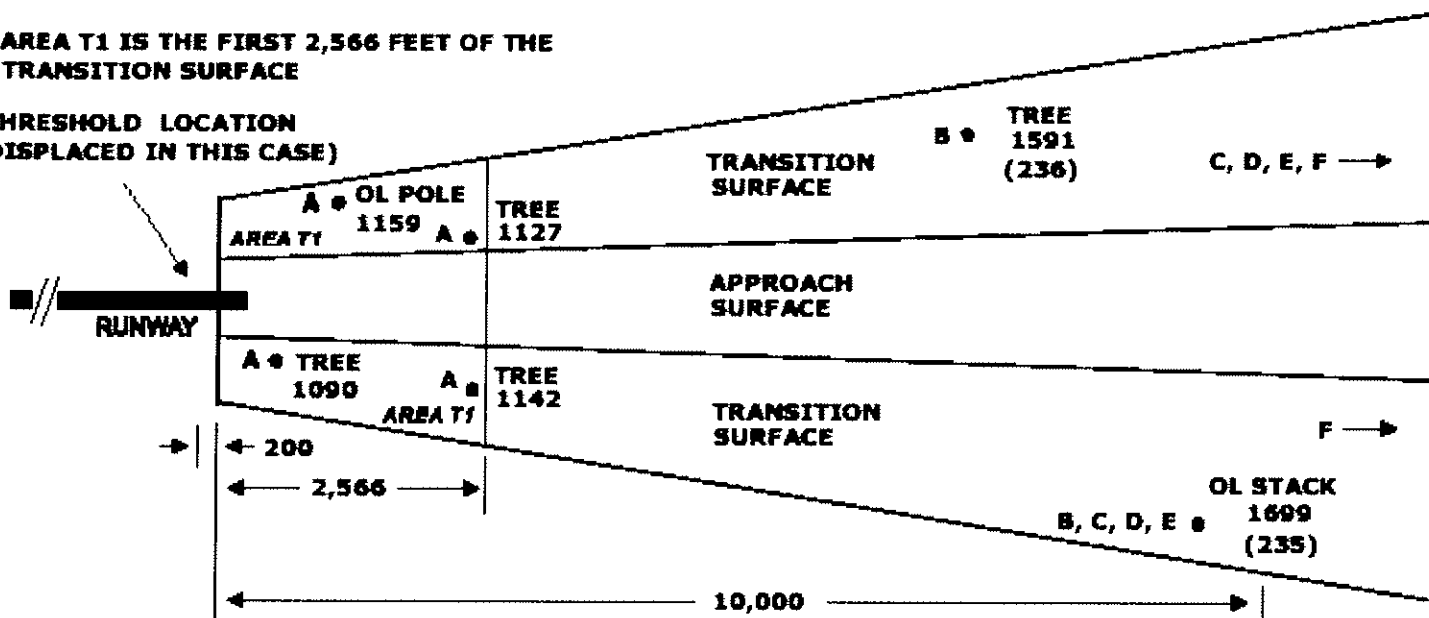 AREA T1 IS THE FIRST 2,566 FEET OF THE
TRANSITION SURFACE
HRESHOLD LOCATION
DISPLACED IN THIS CASE)
A
OL POLE
1159
AREA T1
A
TREE
1127
TRANSITION
SURFACE
B
TREE
1591
(236)
C, D, E, F
APPROACH
SURFACE
RUNWAY
A
TREE
1090
A
TREE
1142
AREA T1
TRANSITION
SURFACE
F
200
2,566
OL STACK
B, C, D, E
1699
(235)
10,000